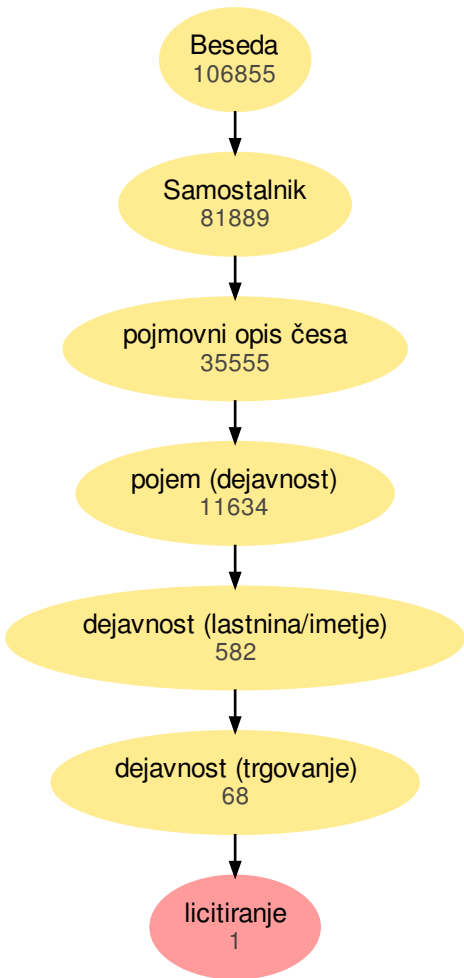 Beseda
106855
Samostalnik
81889
pojmovni opis česa
35555
pojem (dejavnost)
11634
dejavnost (lastnina/imetje)
582
dejavnost (trgovanje)
68
licitiranje
1